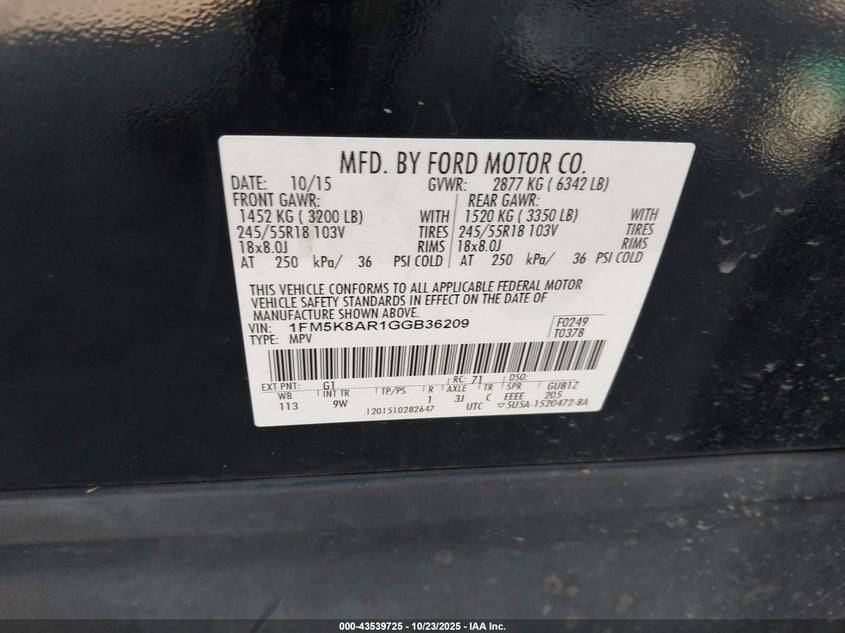 MFD. BY FORD MOTOR CO.
DATE: 10/15 GVWR: 2877 KG ( 6342 LB)
FRONT GAWR: REAR GAWR:
1452 KG ( 3200 LB) WITH 1520 KG ( 3350 LB) WITH
245/55R18 103V TIRES 245/55R18 103V TIRES
18x8.0J RIMS 18x8.0J RIMS
AT 250 kPa/ 36 PSI COLD AT 250 kPa/ 36 PSI COLD
THIS VEHICLE CONFORMS TO ALL APPLICABLE FEDERAL MOTOR
VEHICLE SAFETY STANDARDS IN EFFECT ON THE DATE OF
MANUFACTURE SHOWN ABOVE.
VIN: 1FM5K8AR1GGB36209 F0249
TYPE: MPV T0378
EXT PNT: G1 RC: 71 DSO:
WB INT TR TP/PS R AXLE TR SPR GUB1Z
113 9W 1 3J C EEEE 205
1201510282647 UTC ▽5U5A-1520472-BA
000-43539725 - 10/23/2025 - IAA Inc.